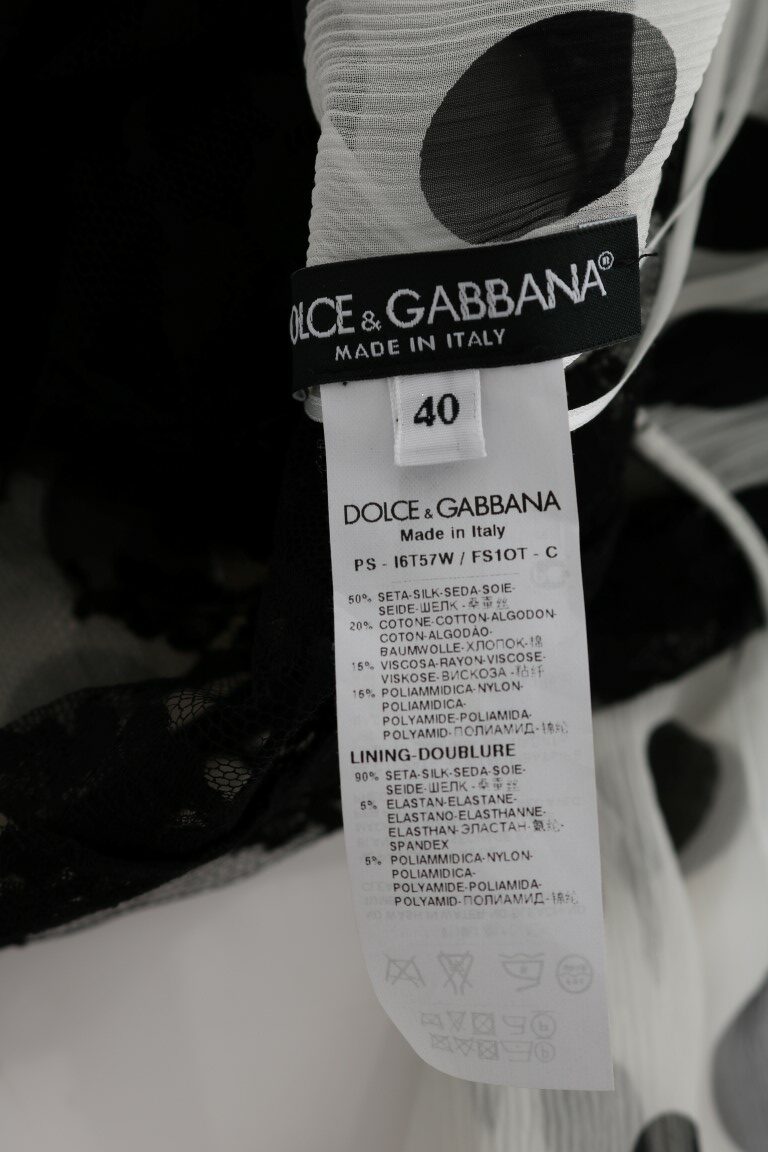 OLCE & GABBANA®
MADE IN ITALY
40
DOLCE & GABBANA
Made in Italy
PS - I6T57W / FS1OT - C
50% SETA-SILK-SEDA-SOIE-
SEIDE-ШЕЛК-桑蚕丝
20% COTONE-COTTON-ALGODON-
COTON-ALGODÃO-
BAUMWOLLE-ХЛОПОК-棉
15% VISCOSA-RAYON-VISCOSE-
VISKOSE-ВИСКОЗА-粘纤
15% POLIAMMIDICA-NYLON-
POLIAMIDICA-
POLYAMIDE-POLIAMIDA-
POLYAMID-ПОЛИАМИД-锦纶
LINING-DOUBLURE
90% SETA-SILK-SEDA-SOIE-
SEIDE-ШЕЛК-桑蚕丝
5% ELASTAN-ELASTANE-
ELASTANO-ELASTHANNE-
ELASTHAN-ЭЛАСТАН-氨纶-
SPANDEX
5% POLIAMMIDICA-NYLON-
POLIAMIDICA-
POLYAMIDE-POLIAMIDA-
POLYAMID-ПОЛИАМИД-锦纶